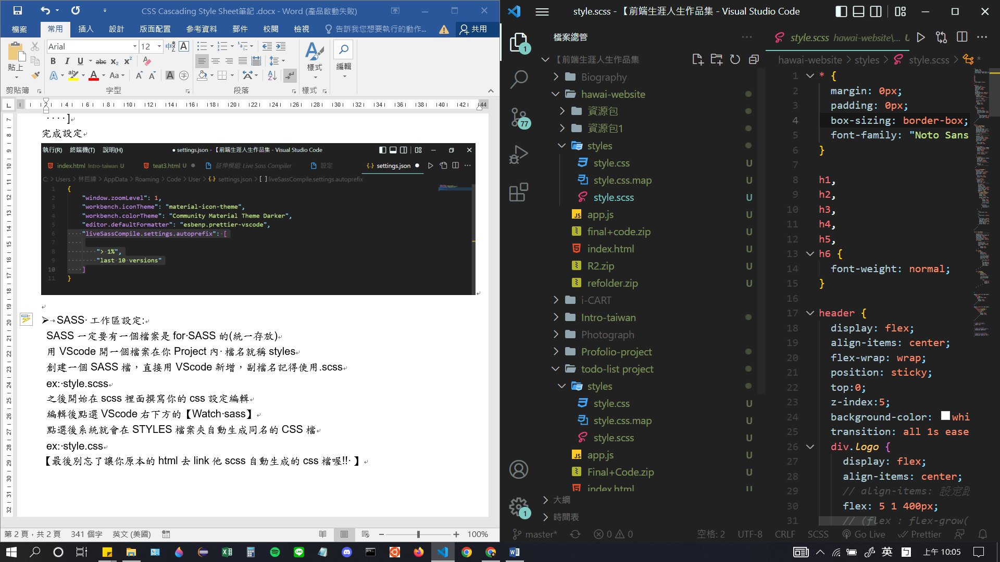 CSS Cascading Style Sheet筆記 .docx - Word (產品啟動失敗)
檔案 常用 插入 設計 版面配置 參考資料 郵件 校閱 檢視 告訴我您想要執行的動作... 共用
Arial 12
貼上
剪貼簿 字型 段落 樣式
樣式
編輯
]
完成設定
執行(R) 終端機(T) 說明(H) ● settings.json - 【前端生涯人生作品集 - Visual Studio Code
index.html Intro-taiwan U teat3.html U 延伸模組: Live Sass Compiler 設定 settings.json
C: > Users > 林哲緯 > AppData > Roaming > Code > User > {} settings.json > [ ] liveSassCompile.settings.autoprefix
1 {
2 "window.zoomLevel": 1,
3 "workbench.iconTheme": "material-icon-theme",
4 "workbench.colorTheme": "Community Material Theme Darker",
5 "editor.defaultFormatter": "esbenp.prettier-vscode",
6 "liveSassCompile.settings.autoprefix": [
7
8 "> 1%",
9 "last 10 versions"
10 ]
11 }
SASS 工作區設定:
SASS 一定要有一個檔案是 for SASS 的(統一存放)
用 VScode 開一個檔案在你 Project 內 檔名就稱 styles
創建一個 SASS 檔，直接用 VScode 新增，副檔名記得使用.scss
ex: style.scss
之後開始在 scss 裡面撰寫你的 css 設定編輯
編輯後點選 VScode 右下方的【Watch sass】
點選後系統就會在 STYLES 檔案夾自動生成同名的 CSS 檔
ex: style.css
【最後別忘了讓你原本的 html 去 link 他 scss 自動生成的 css 檔喔!! 】
第 2 頁，共 2 頁 341 個字 英文 (美國) 100%
style.scss - 【前端生涯人生作品集 - Visual Studio Code
檔案總管
【前端生涯人生作品集
Biography
hawai-website
資源包
資源包1
styles
style.css U
style.css.map U
style.scss U
app.js U
final+code.zip U
index.html U
R2.zip U
refolder.zip U
i-CART
Intro-taiwan
Photograph
Profolio-project
todo-list project
styles
style.css U
style.css.map U
style.scss U
app.js U
Final+Code.zip U
index.html U
大綱
時間表
1
77
1
style.scss hawai-website\... U
hawai-website > styles > style.scss > *
1 * {
2 margin: 0px;
3 padding: 0px;
4 box-sizing: border-box;
5 font-family: "Noto Sans
6 }
7
8 h1,
9 h2,
10 h3,
11 h4,
12 h5,
13 h6 {
14 font-weight: normal;
15 }
16
17 header {
18 display: flex;
19 align-items: center;
20 flex-wrap: wrap;
21 position: sticky;
22 top:0;
23 z-index:5;
24 background-color: whi
25 transition: all 1s ease
26 div.logo {
27 display: flex;
28 align-items: center;
29 // align-items: 設定
30 flex: 5 1 400px;
31 // (flex : flex-grow(
master* 0 0 空格: 2 UTF-8 CRLF SCSS Go Live Prettier
英 上午 10:05